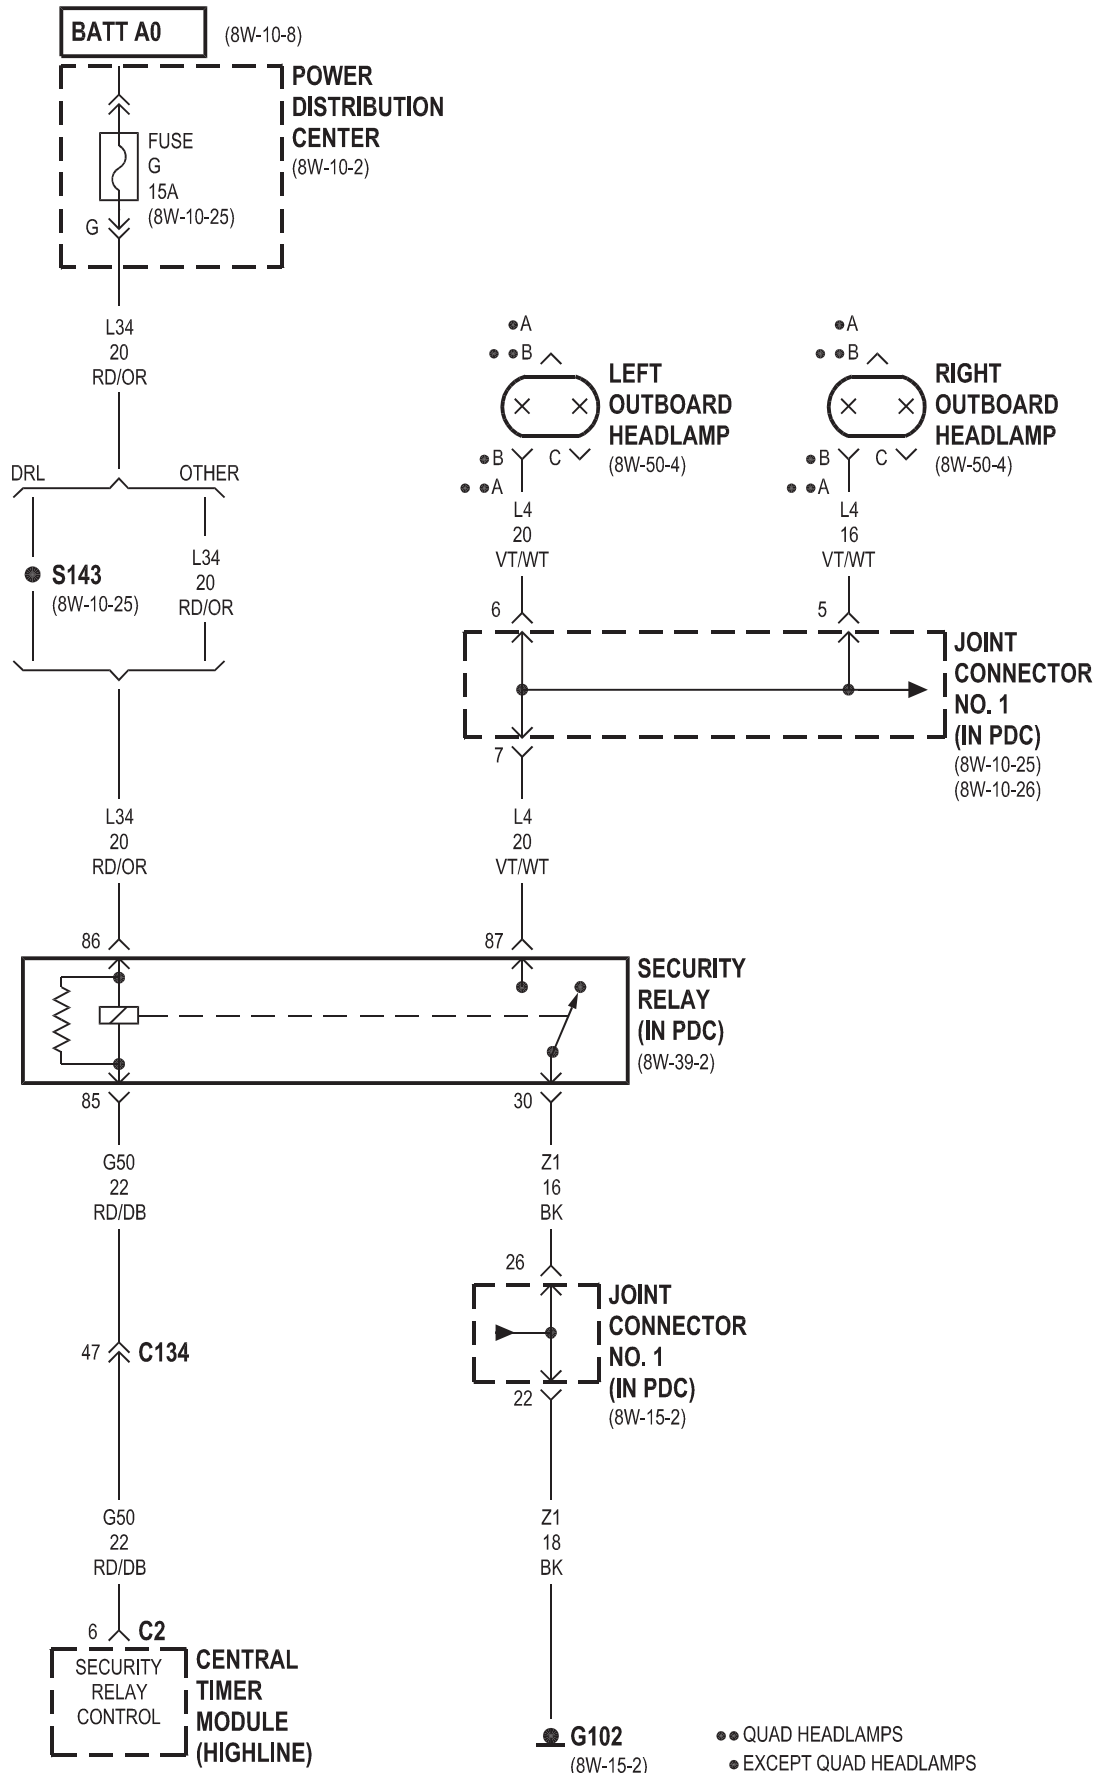 BATT A0 (8W-10-8)
POWER
DISTRIBUTION
CENTER
(8W-10-2)
FUSE
G
15A
(8W-10-25)
G
L34
20
RD/OR
DRL
OTHER
S143
(8W-10-25)
L34
20
RD/OR
L34
20
RD/OR
A
B
LEFT
OUTBOARD
HEADLAMP
(8W-50-4)
B C
A
L4
20
VT/WT
6
A
B
RIGHT
OUTBOARD
HEADLAMP
(8W-50-4)
B C
A
L4
16
VT/WT
5
JOINT
CONNECTOR
NO. 1
(IN PDC)
(8W-10-25)
(8W-10-26)
7
L4
20
VT/WT
86
87
SECURITY
RELAY
(IN PDC)
(8W-39-2)
85
30
G50
22
RD/DB
Z1
16
BK
26
JOINT
CONNECTOR
NO. 1
(IN PDC)
(8W-15-2)
47 C134
22
G50
22
RD/DB
Z1
18
BK
6 C2
SECURITY
RELAY
CONTROL
CENTRAL
TIMER
MODULE
(HIGHLINE)
G102
(8W-15-2)
●● QUAD HEADLAMPS
● EXCEPT QUAD HEADLAMPS